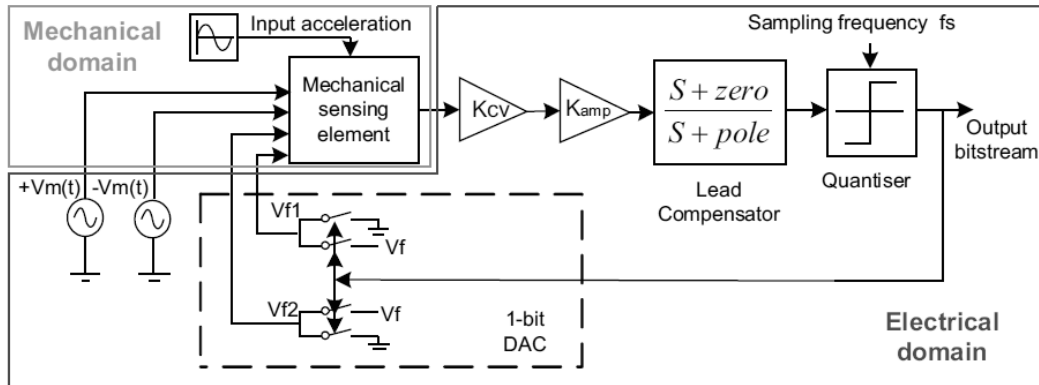 Mechanical
domain
Input acceleration
Mechanical
sensing
element
Kcv
Kamp
S + zero
S + pole
Lead
Compensator
Sampling frequency fs
Quantiser
Output
bitstream
+Vm(t) -Vm(t)
Vf1
Vf
Vf2
Vf
1-bit
DAC
Electrical
domain